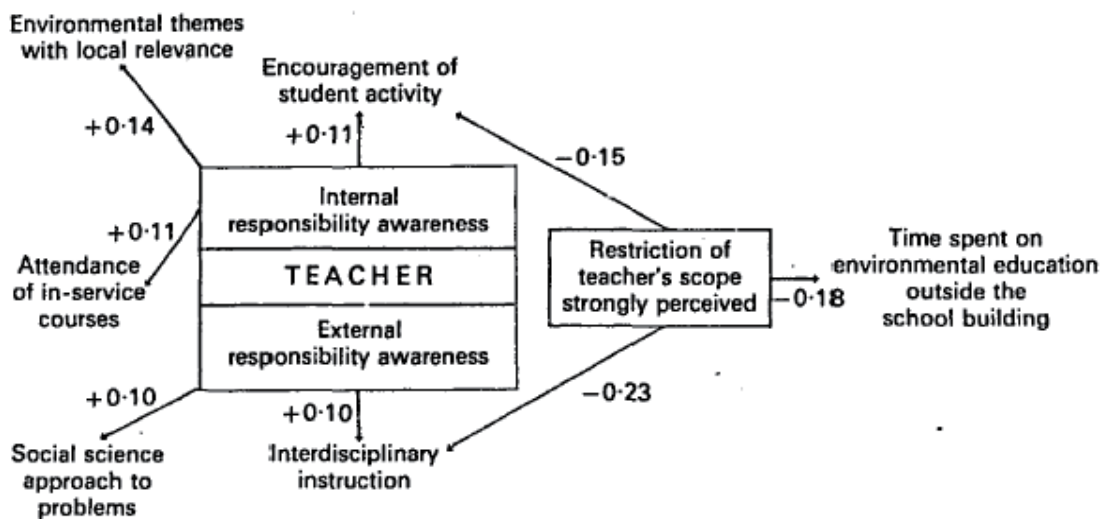 Environmental themes
with local relevance
Encouragement of
student activity
+0·14
+0·11
−0·15
Internal
responsibility awareness
+0·11
Attendance
of in-service
courses
TEACHER
Restriction of
teacher's scope
strongly perceived
Time spent on
environmental education
outside the
school building
−0·18
External
responsibility awareness
+0·10
+0·10
−0·23
Social science
approach to
problems
Interdisciplinary
instruction